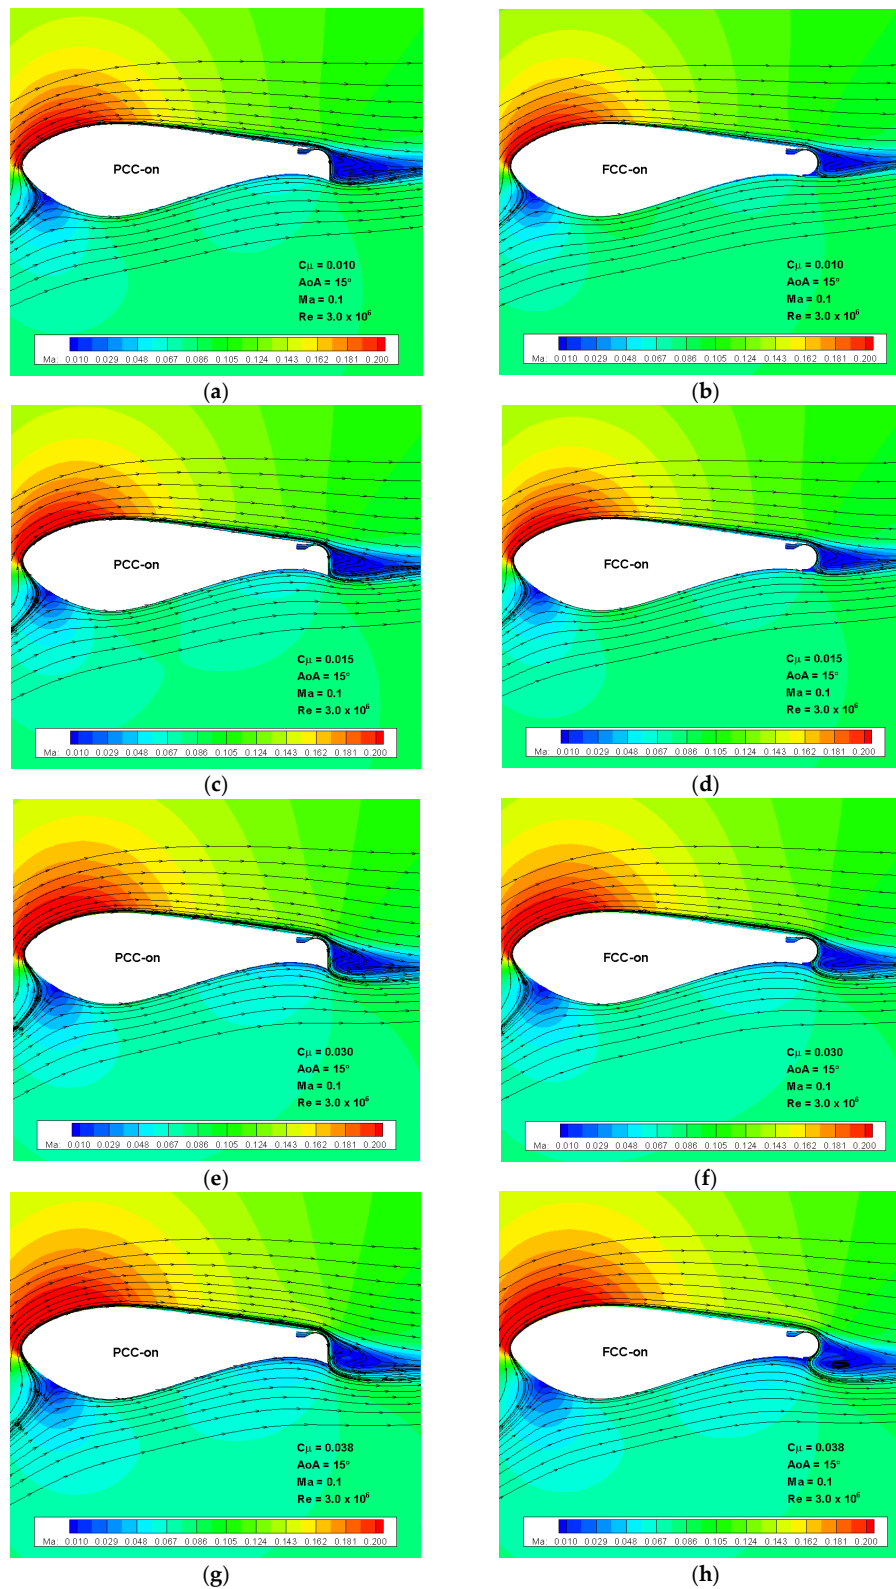 PCC-on
Cμ = 0.010
AoA = 15°
Ma = 0.1
Re = 3.0 x 10⁶
Ma: 0.010 0.029 0.048 0.067 0.086 0.105 0.124 0.143 0.162 0.181 0.200
(a)
FCC-on
Cμ = 0.010
AoA = 15°
Ma = 0.1
Re = 3.0 x 10⁶
Ma: 0.010 0.029 0.048 0.067 0.086 0.105 0.124 0.143 0.162 0.181 0.200
(b)
PCC-on
Cμ = 0.015
AoA = 15°
Ma = 0.1
Re = 3.0 x 10⁶
Ma: 0.010 0.029 0.048 0.067 0.086 0.105 0.124 0.143 0.162 0.181 0.200
(c)
FCC-on
Cμ = 0.015
AoA = 15°
Ma = 0.1
Re = 3.0 x 10⁶
Ma: 0.010 0.029 0.048 0.067 0.086 0.105 0.124 0.143 0.162 0.181 0.200
(d)
PCC-on
Cμ = 0.030
AoA = 15°
Ma = 0.1
Re = 3.0 x 10⁶
Ma: 0.010 0.029 0.048 0.067 0.086 0.105 0.124 0.143 0.162 0.181 0.200
(e)
FCC-on
Cμ = 0.030
AoA = 15°
Ma = 0.1
Re = 3.0 x 10⁶
Ma: 0.010 0.029 0.048 0.067 0.086 0.105 0.124 0.143 0.162 0.181 0.200
(f)
PCC-on
Cμ = 0.038
AoA = 15°
Ma = 0.1
Re = 3.0 x 10⁶
Ma: 0.010 0.029 0.048 0.067 0.086 0.105 0.124 0.143 0.162 0.181 0.200
(g)
FCC-on
Cμ = 0.038
AoA = 15°
Ma = 0.1
Re = 3.0 x 10⁶
Ma: 0.010 0.029 0.048 0.067 0.086 0.105 0.124 0.143 0.162 0.181 0.200
(h)